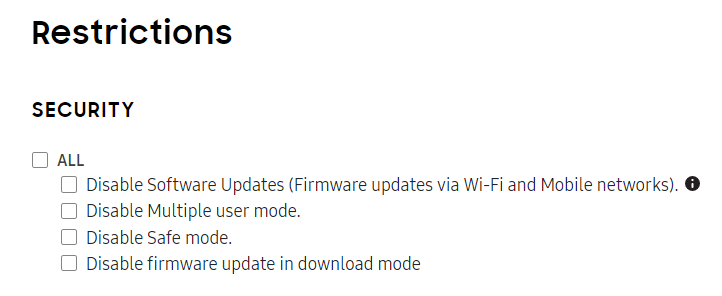 Restrictions
SECURITY
ALL
Disable Software Updates (Firmware updates via Wi-Fi and Mobile networks).
Disable Multiple user mode.
Disable Safe mode.
Disable firmware update in download mode